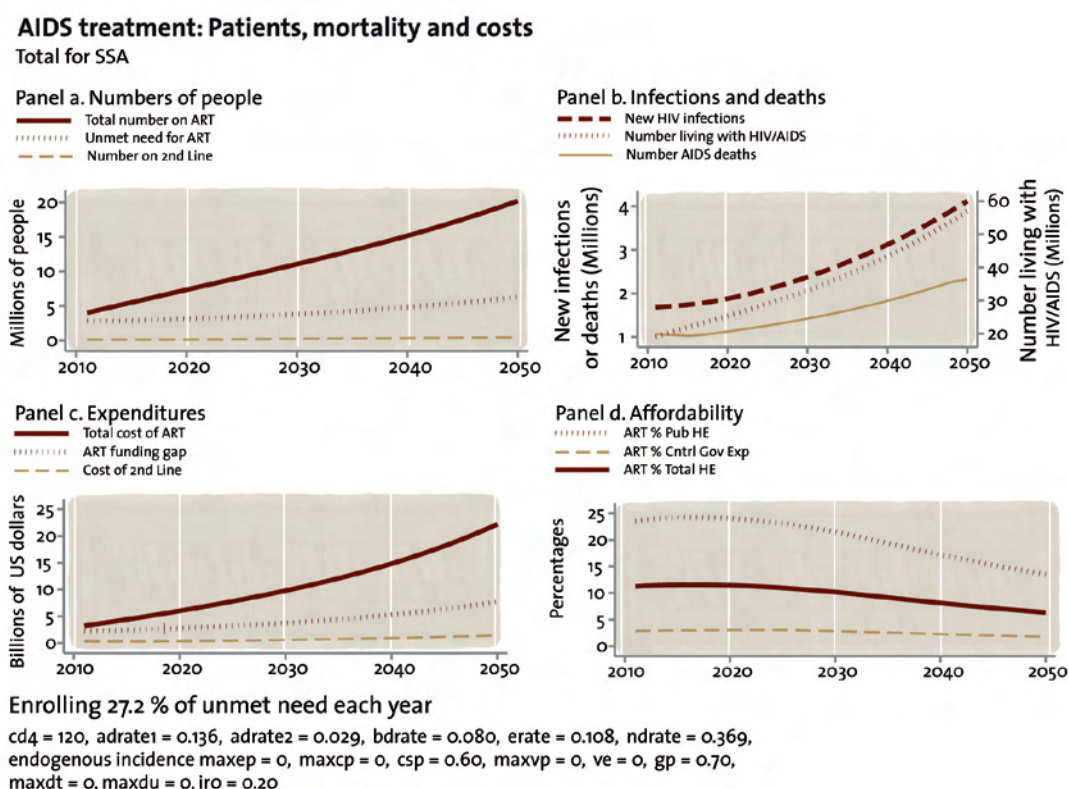 AIDS treatment: Patients, mortality and costs
Total for SSA
Panel a. Numbers of people
Total number on ART
Unmet need for ART
Number on 2nd Line
Millions of people
20
15
10
5
0
2010 2020 2030 2040 2050
Panel b. Infections and deaths
New HIV infections
Number living with HIV/AIDS
Number AIDS deaths
New infections
or deaths (Millions)
4
3
2
1
60
50
40
30
20
Number living with
HIV/AIDS (Millions)
2010 2020 2030 2040 2050
Panel c. Expenditures
Total cost of ART
ART funding gap
Cost of 2nd Line
Billions of US dollars
25
20
15
10
5
0
2010 2020 2030 2040 2050
Panel d. Affordability
ART % Pub HE
ART % Cntrl Gov Exp
ART % Total HE
Percentages
25
20
15
10
5
0
2010 2020 2030 2040 2050
Enrolling 27.2 % of unmet need each year
cd4 = 120, adrate1 = 0.136, adrate2 = 0.029, bdrate = 0.080, erate = 0.108, ndrate = 0.369,
endogenous incidence maxep = 0, maxcp = 0, csp = 0.60, maxvp = 0, ve = 0, gp = 0.70,
maxdt = 0, maxdu = 0, iro = 0.20